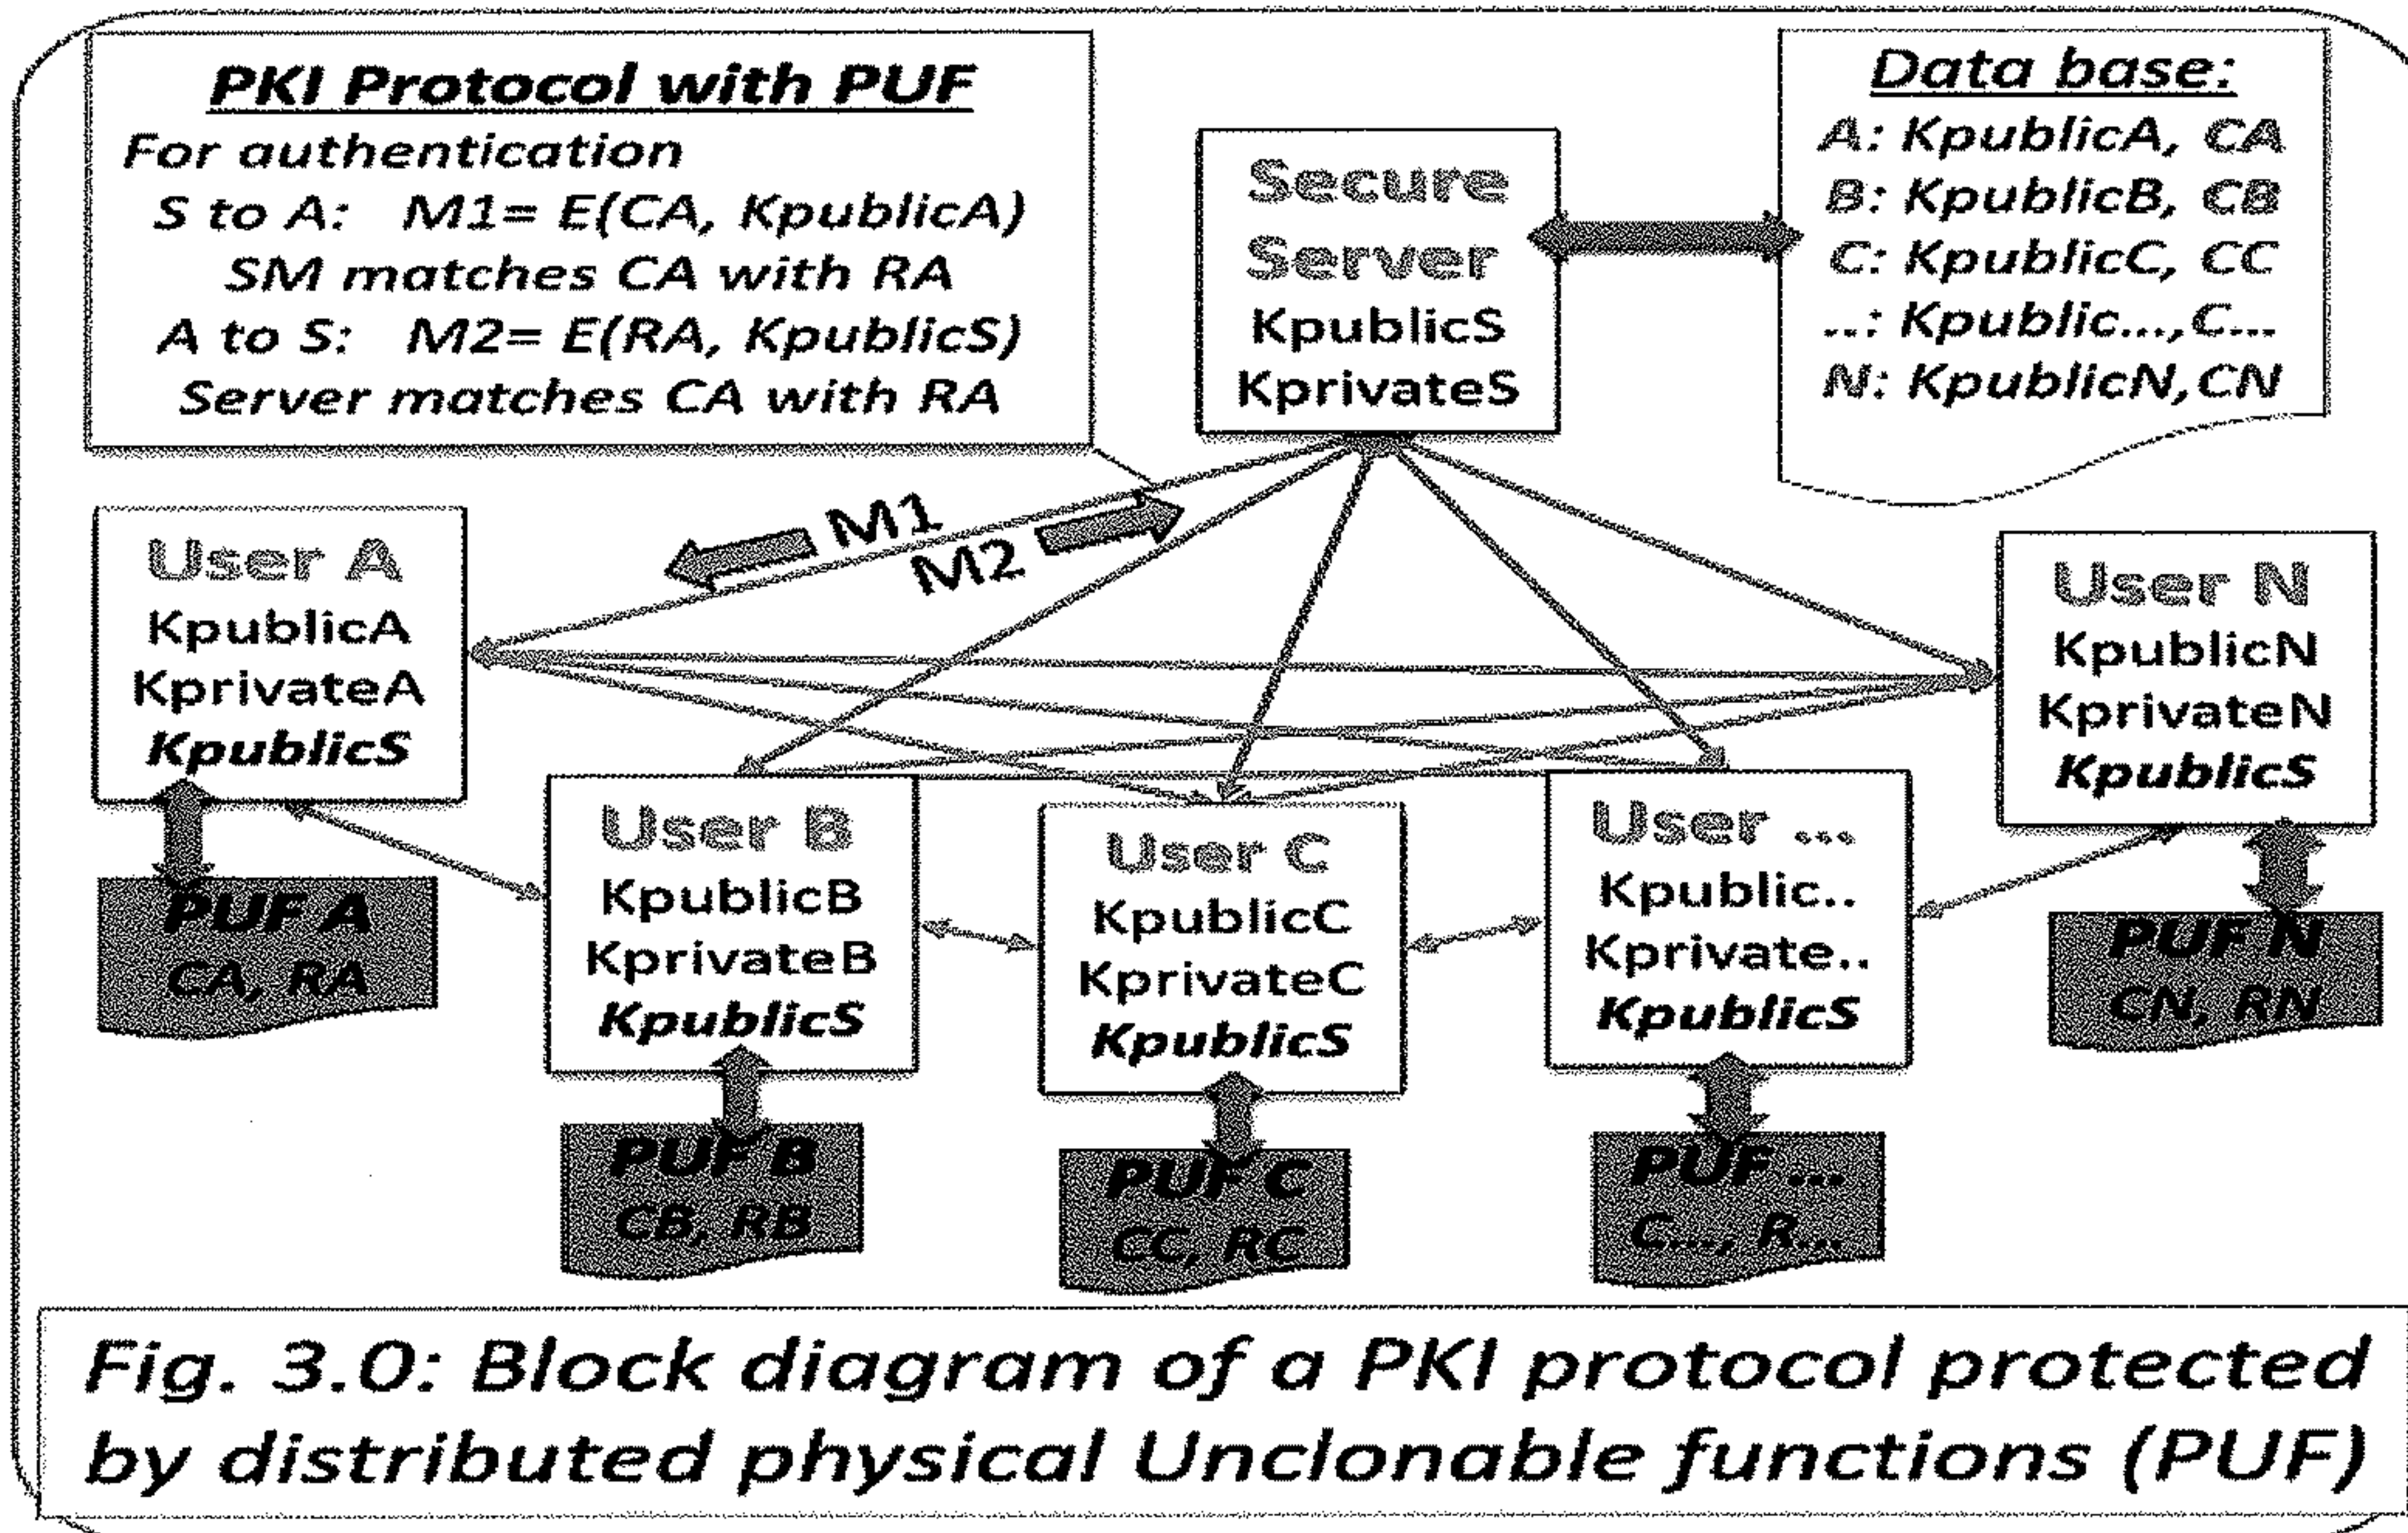 PKI Protocol with PUF
For authentication
S to A: M1= E(CA, KpublicA)
SM matches CA with RA
A to S: M2= E(RA, KpublicS)
Server matches CA with RA
Secure
Server
KpublicS
KprivateS
Data base:
A: KpublicA, CA
B: KpublicB, CB
C: KpublicC, CC
..: Kpublic...,C...
N: KpublicN,CN
M1
M2
User A
KpublicA
KprivateA
KpublicS
User B
KpublicB
KprivateB
KpublicS
User C
KpublicC
KprivateC
KpublicS
User ...
Kpublic..
Kprivate..
KpublicS
User N
KpublicN
KprivateN
KpublicS
PUF A
CA, RA
PUF B
CB, RB
PUF C
CC, RC
PUF ...
C..., R...
PUF N
CN, RN
Fig. 3.0: Block diagram of a PKI protocol protected
by distributed physical Unclonable functions (PUF)